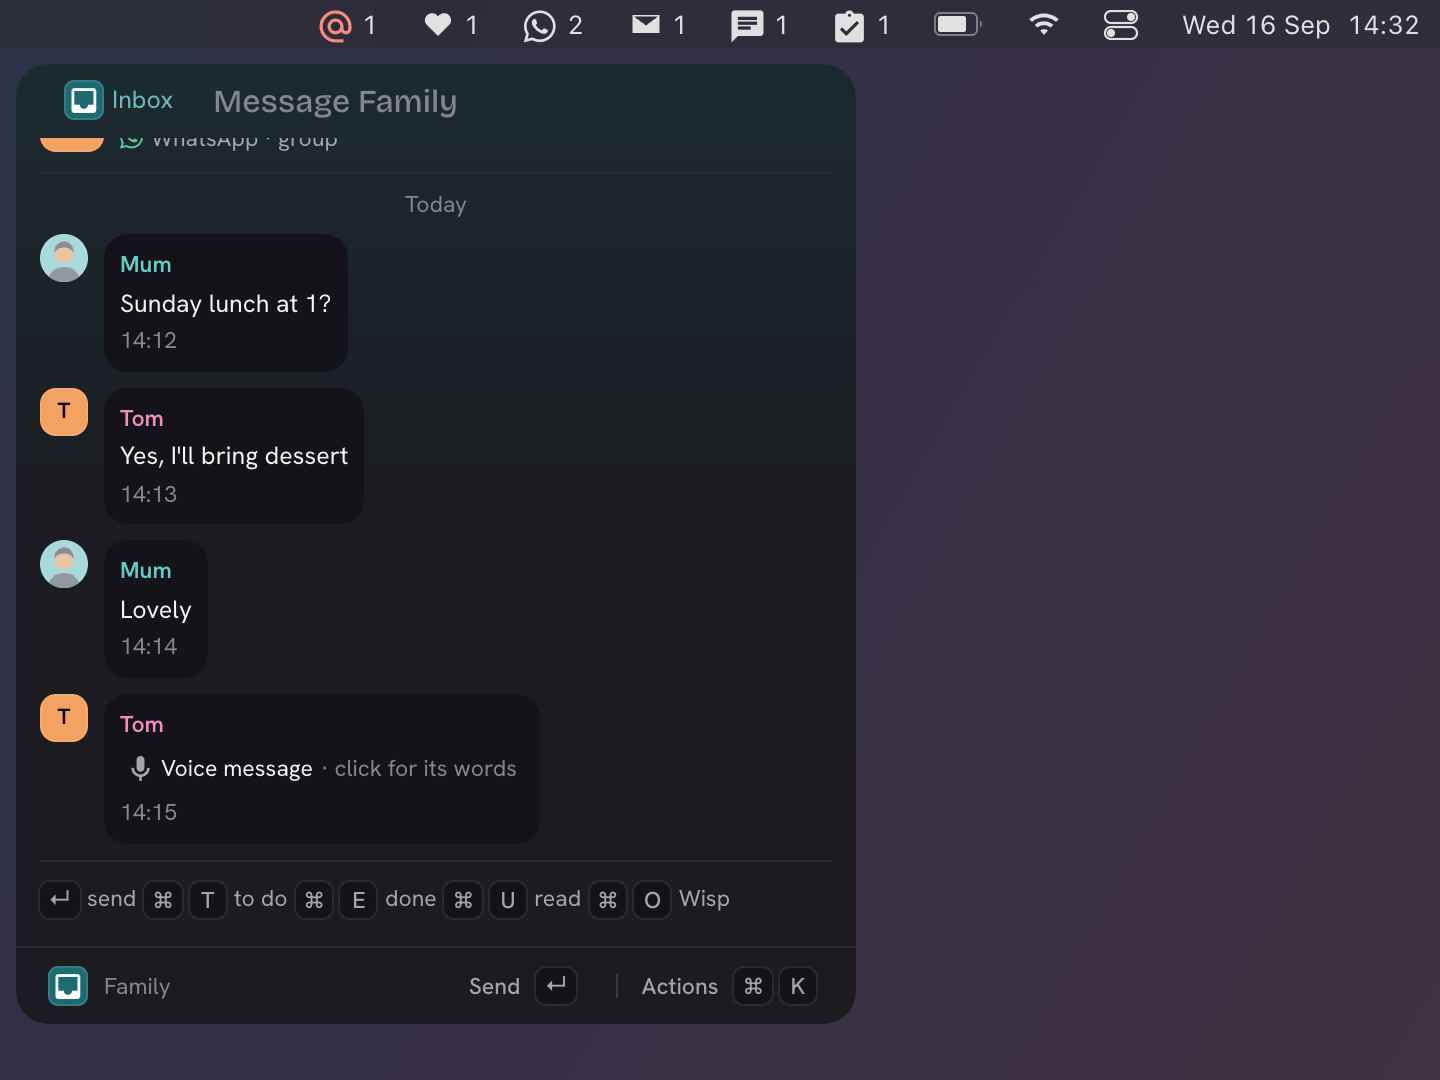 1 1 2 1 1 1 Wed 16 Sep 14:32
Inbox Message Family
WhatsApp · group
Today
Mum
Sunday lunch at 1?
14:12
T
Tom
Yes, I'll bring dessert
14:13
Mum
Lovely
14:14
T
Tom
Voice message · click for its words
14:15
↵ send ⌘ T to do ⌘ E done ⌘ U read ⌘ O Wisp
Family Send ↵ Actions ⌘ K